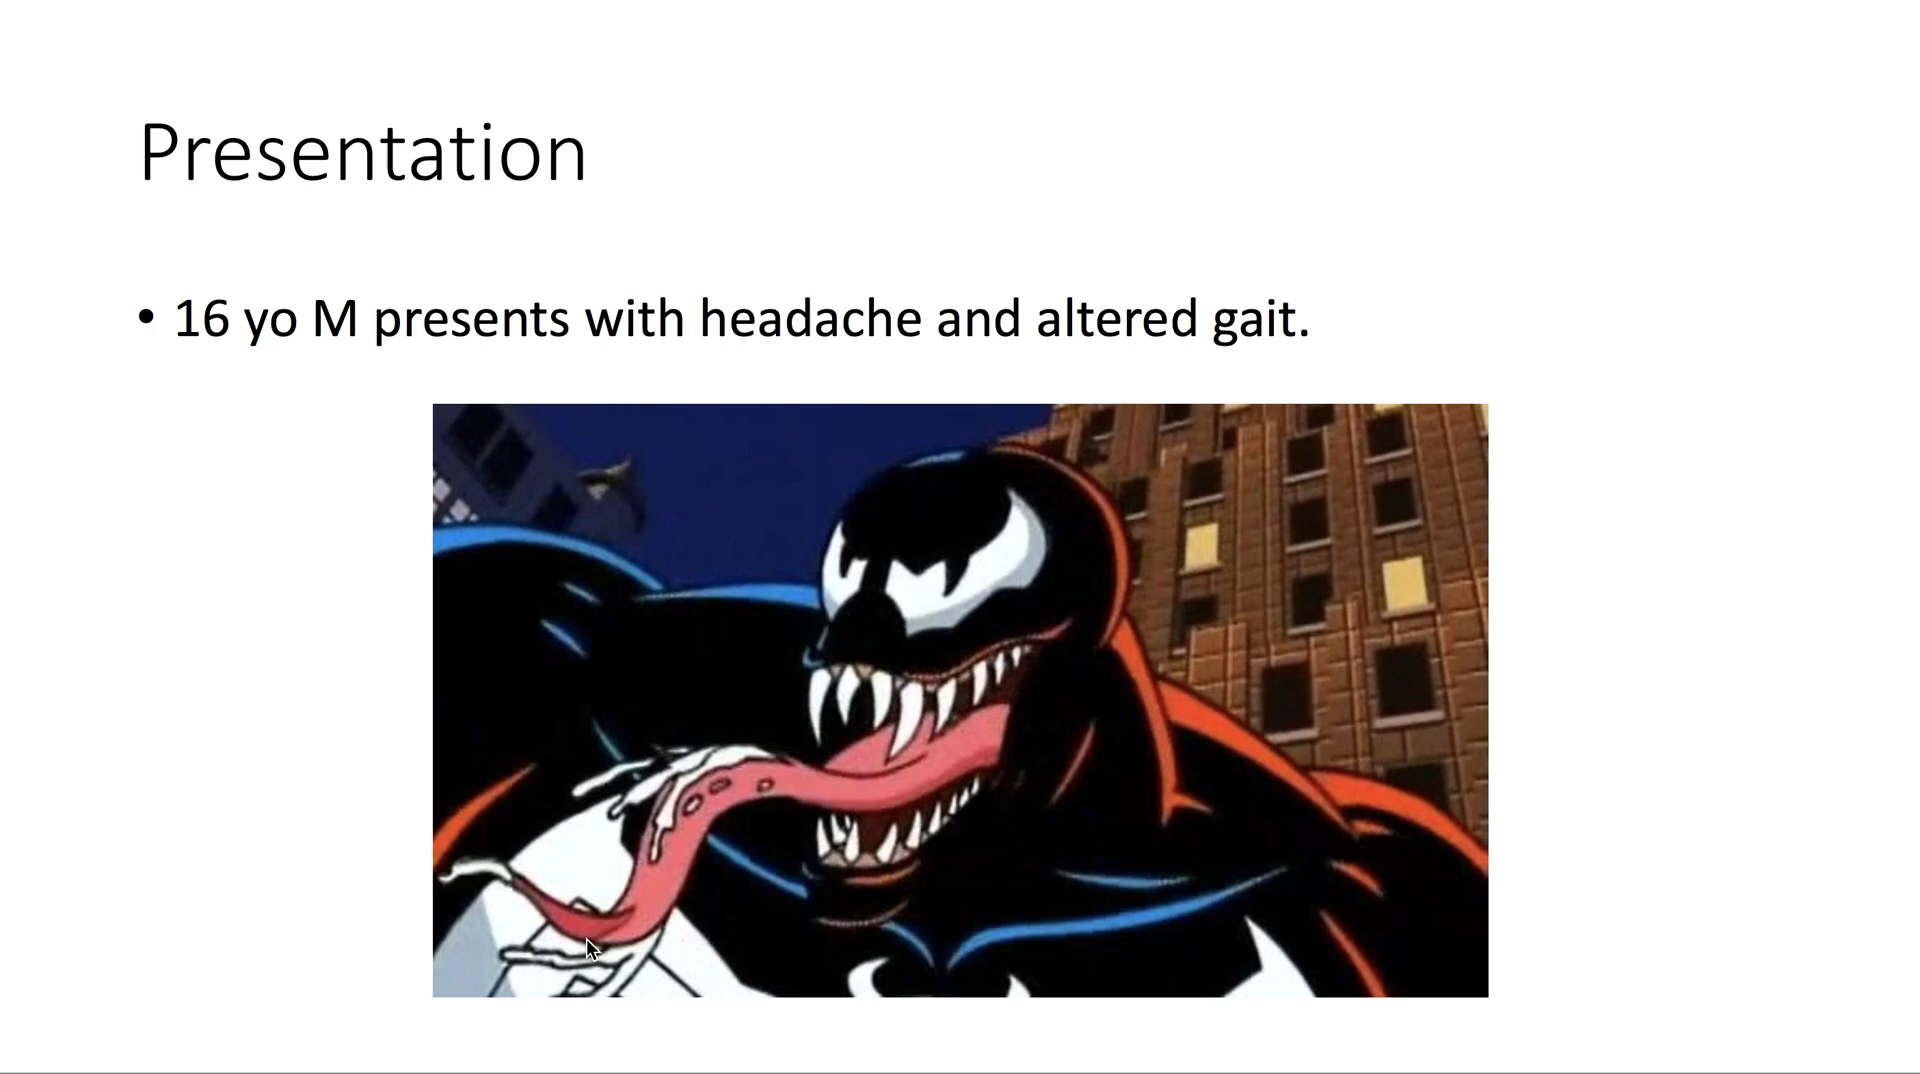 Presentation
• 16 yo M presents with headache and altered gait.